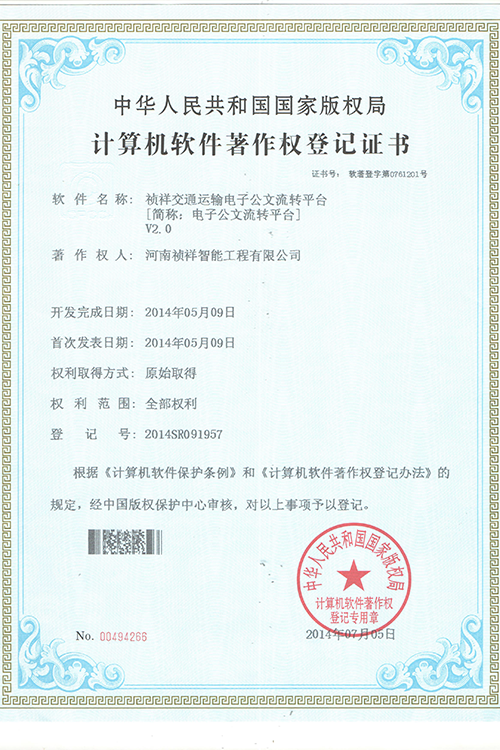 中华人民共和国国家版权局
计算机软件著作权登记证书
证书号： 软著登字第0761201号
软件名称： 祯祥交通运输电子公文流转平台
[简称：电子公文流转平台]
V2.0
著作权人： 河南祯祥智能工程有限公司
开发完成日期： 2014年05月09日
首次发表日期： 2014年05月09日
权利取得方式： 原始取得
权利范围： 全部权利
登记号： 2014SR091957
根据《计算机软件保护条例》和《计算机软件著作权登记办法》的
规定，经中国版权保护中心审核，对以上事项予以登记。
中华人民共和国国家版权局
计算机软件著作权
登记专用章
No. 00494266
2014年07月05日